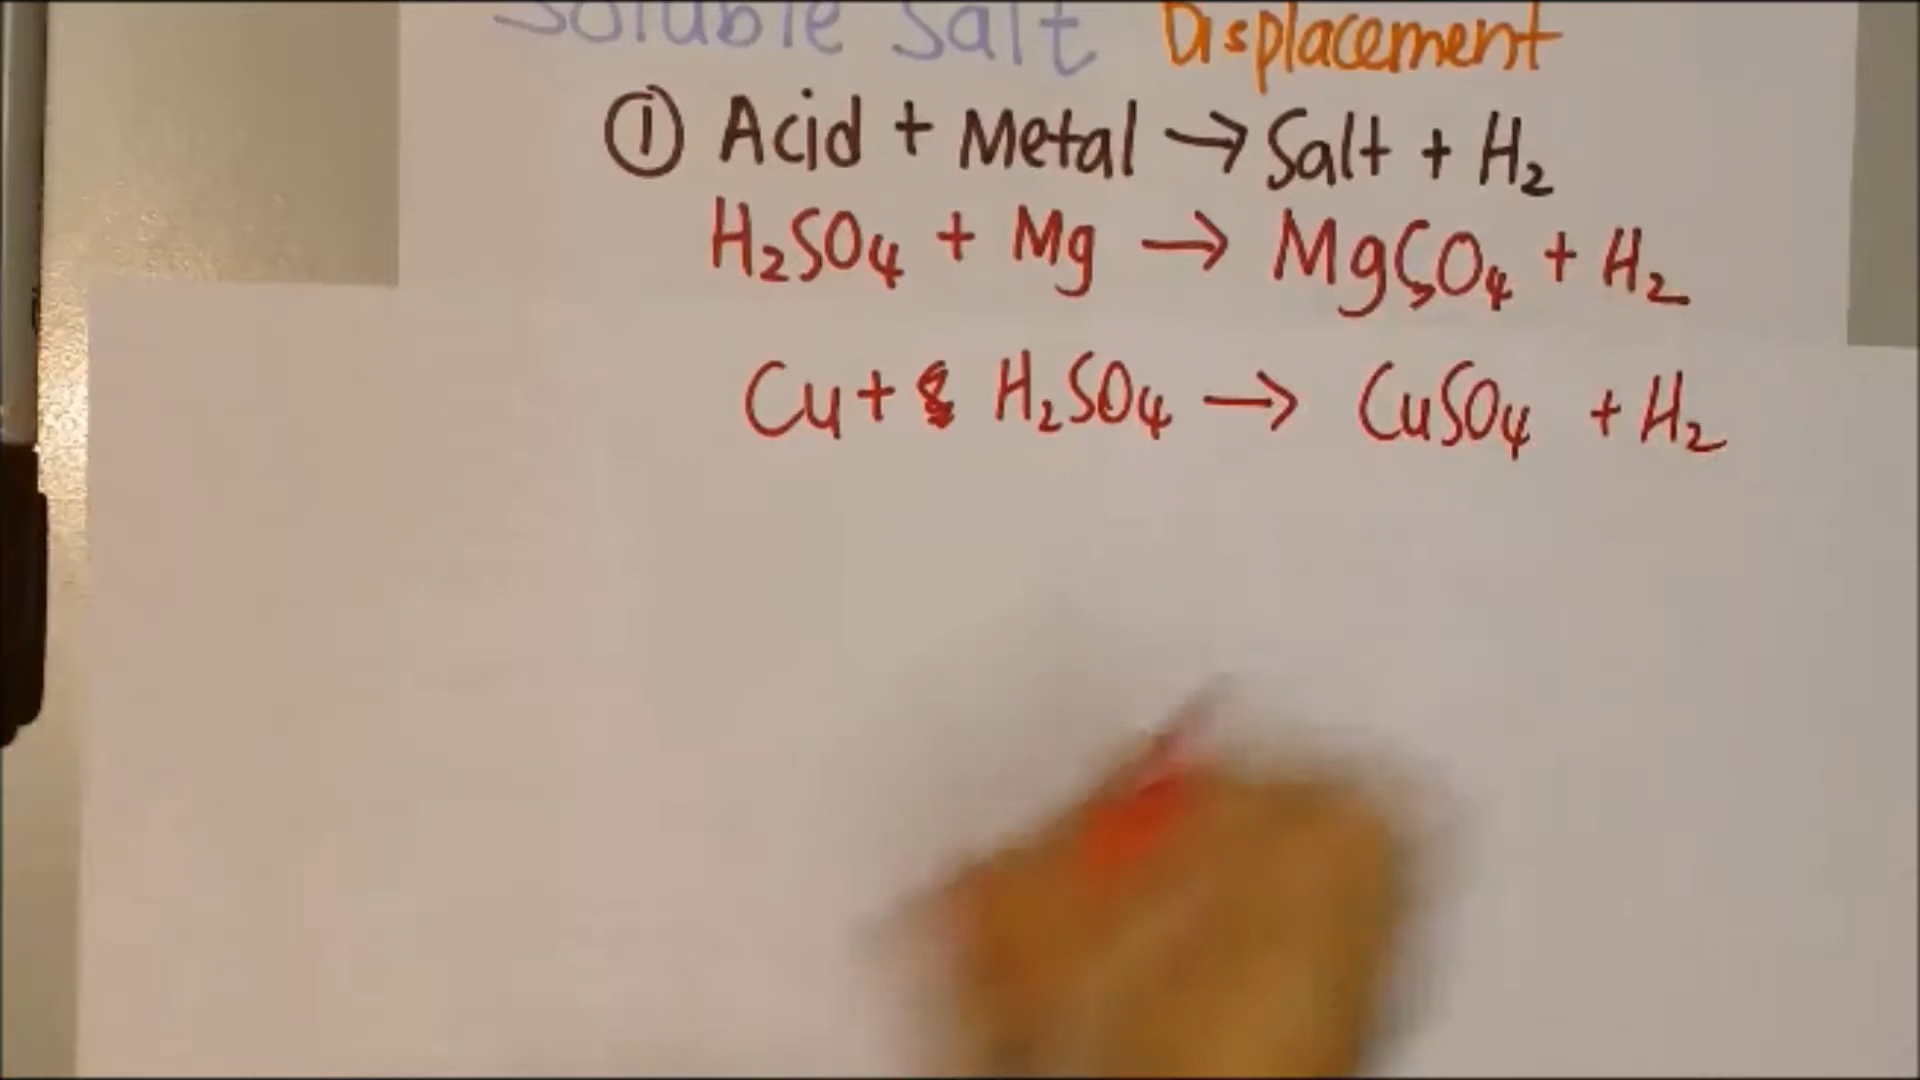 Soluble Salt Displacement
① Acid + Metal → Salt + H₂
H₂SO₄ + Mg → MgSO₄ + H₂
Cu + H₂SO₄ → CuSO₄ + H₂